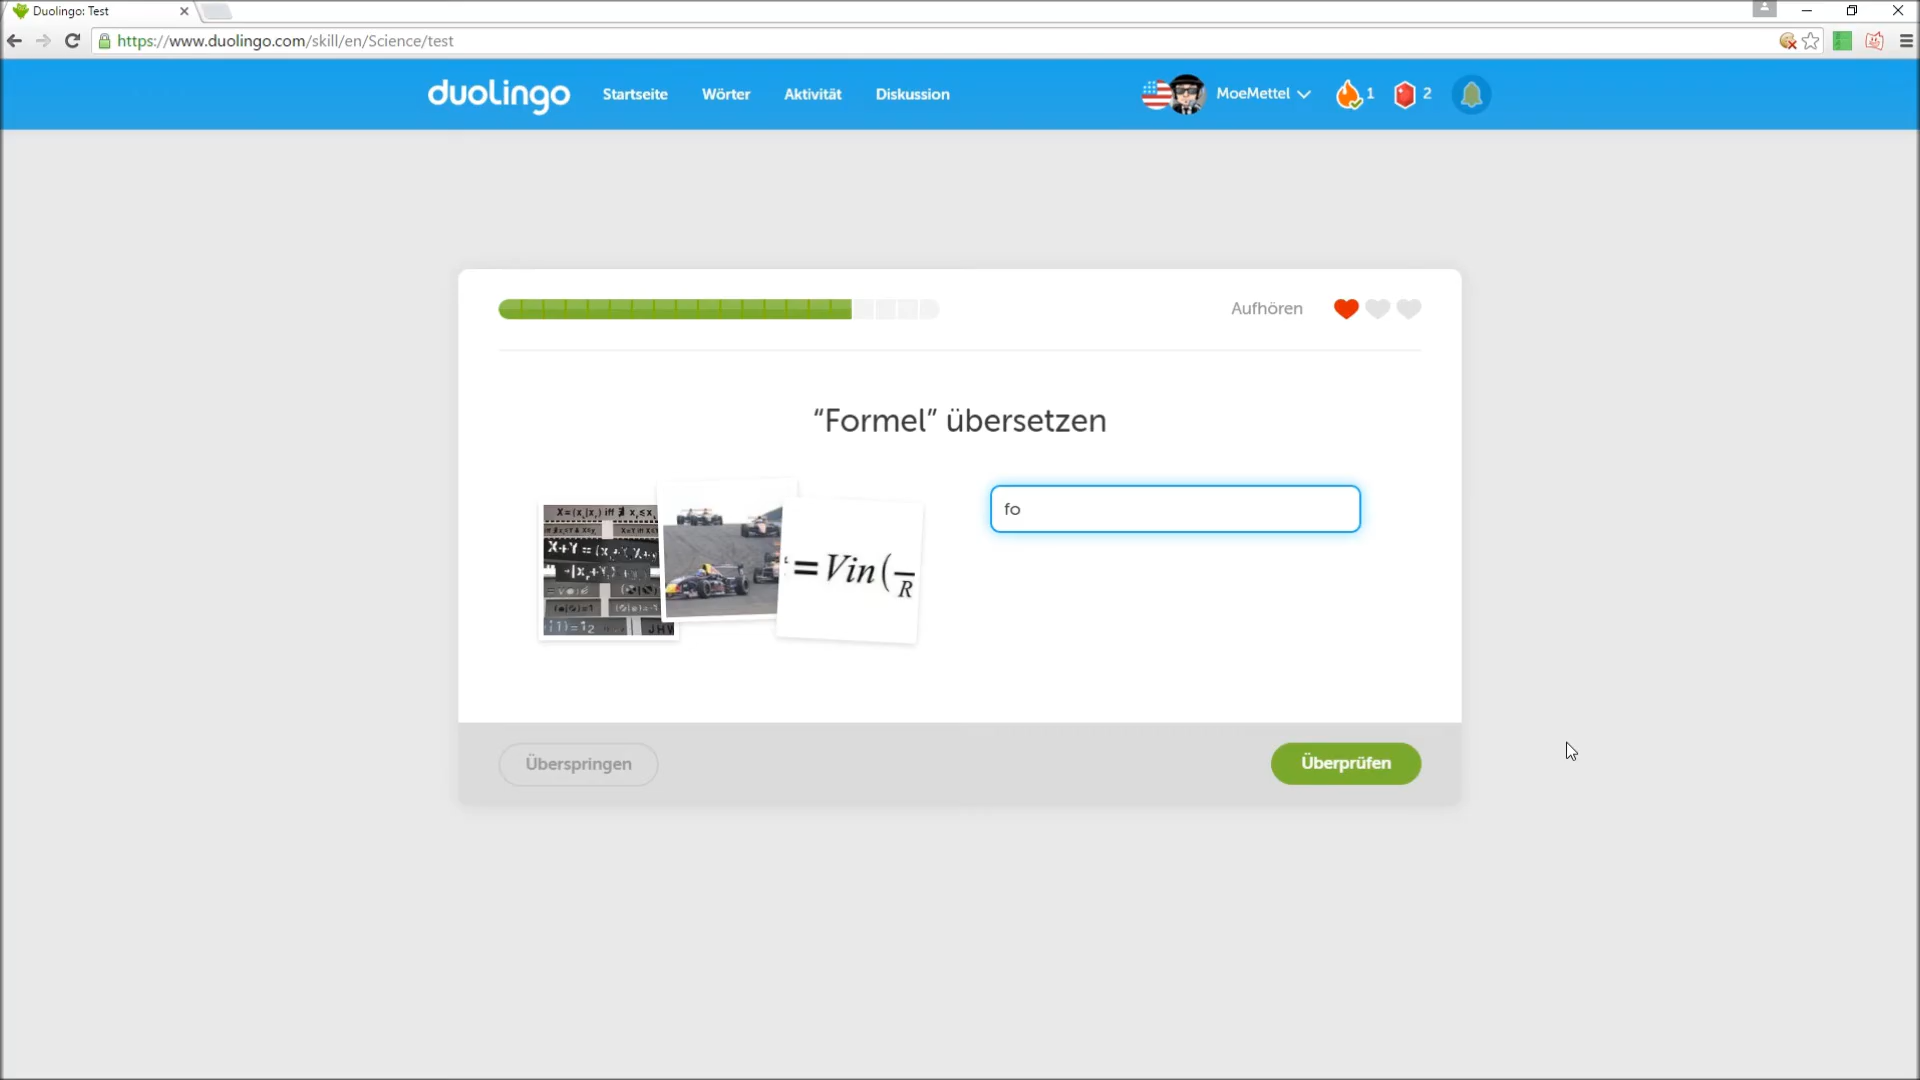 Duolingo: Test
https://www.duolingo.com/skill/en/Science/test
duolingo
Startseite
Wörter
Aktivität
Diskussion
MoeMettel
1
2
Aufhören
“Formel” übersetzen
fo
= Vin(
R
Überspringen
Überprüfen